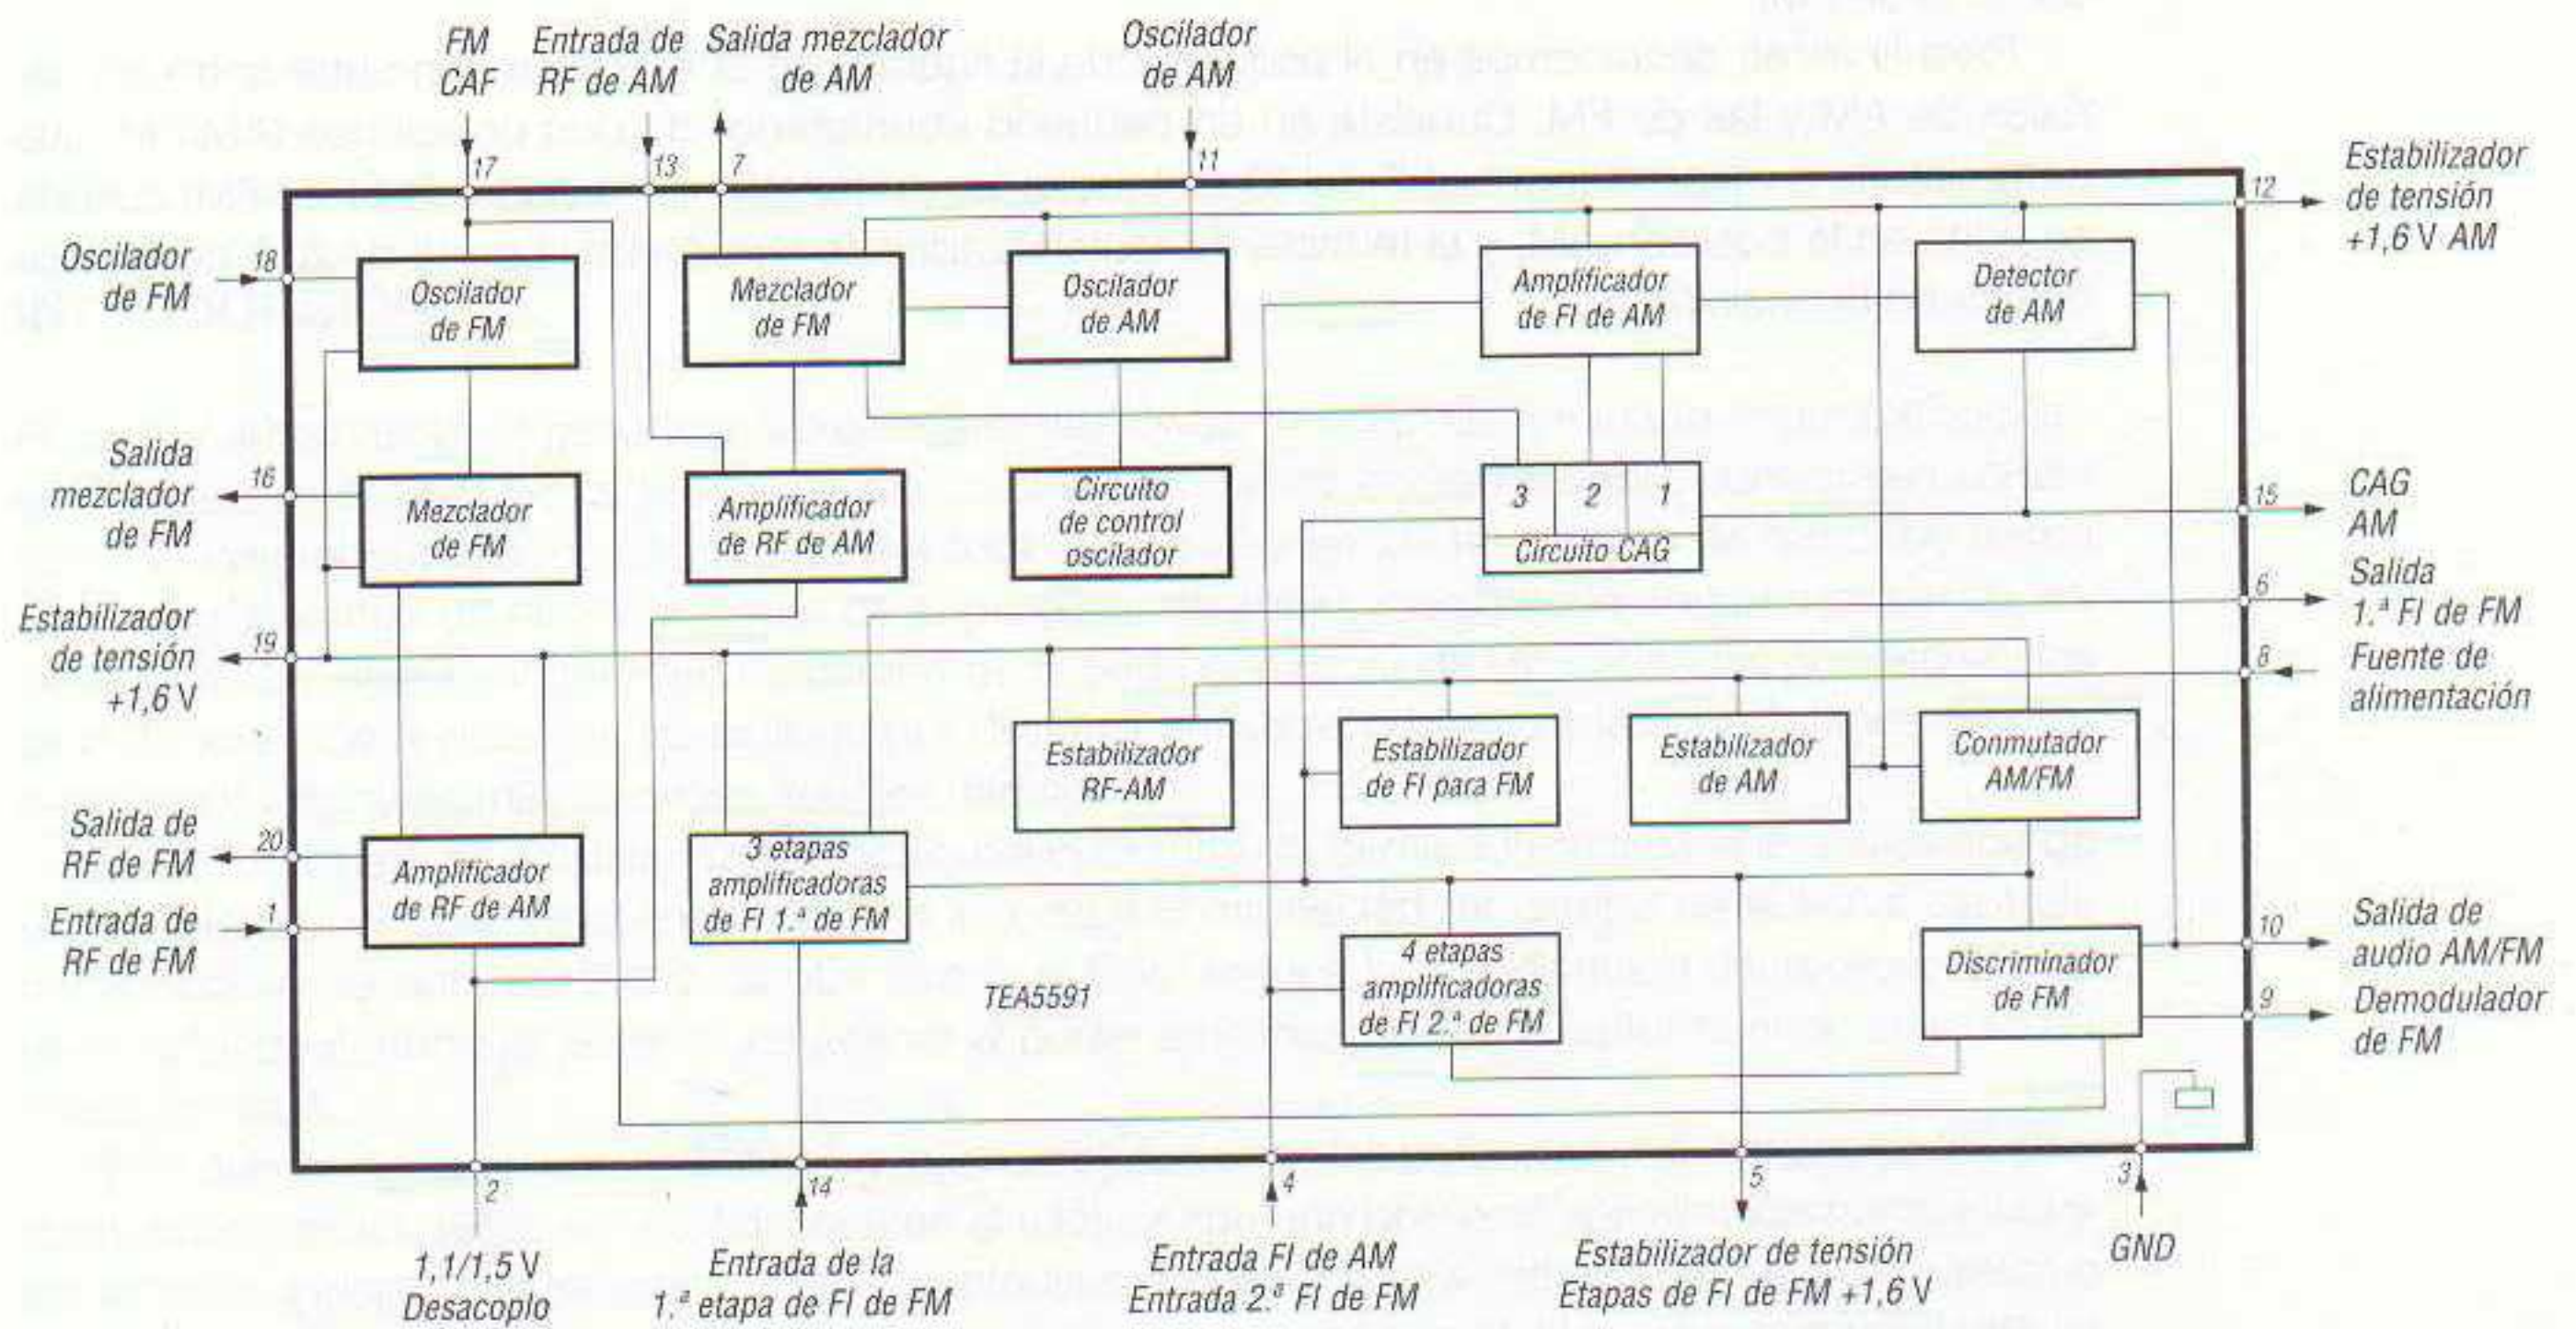 FM
CAF
Entrada de
RF de AM
Salida mezclador
de AM
Oscilador
de AM
17
13
7
11
12
Estabilizador
de tensión
+1,6 V AM
Oscilador
de FM
18
Oscilador
de FM
Mezclador
de FM
Oscilador
de AM
Amplificador
de FI de AM
Detector
de AM
Salida
mezclador
de FM
16
Mezclador
de FM
Amplificador
de RF de AM
Circuito
de control
oscilador
3 2 1
Circuito CAG
15
CAG
AM
6
Salida
1.ª FI de FM
Estabilizador
de tensión
+1,6 V
19
8
Fuente de
alimentación
Estabilizador
RF-AM
Estabilizador
de FI para FM
Estabilizador
de AM
Conmutador
AM/FM
Salida de
RF de FM
20
Entrada de
RF de FM
1
Amplificador
de RF de AM
3 etapas
amplificadoras
de FI 1.ª de FM
4 etapas
amplificadoras
de FI 2.ª de FM
Discriminador
de FM
10
Salida de
audio AM/FM
9
Demodulador
de FM
TEA5591
2
14
4
5
3
1,1/1,5 V
Desacoplo
Entrada de la
1.ª etapa de FI de FM
Entrada FI de AM
Entrada 2.ª FI de FM
Estabilizador de tensión
Etapas de FI de FM +1,6 V
GND